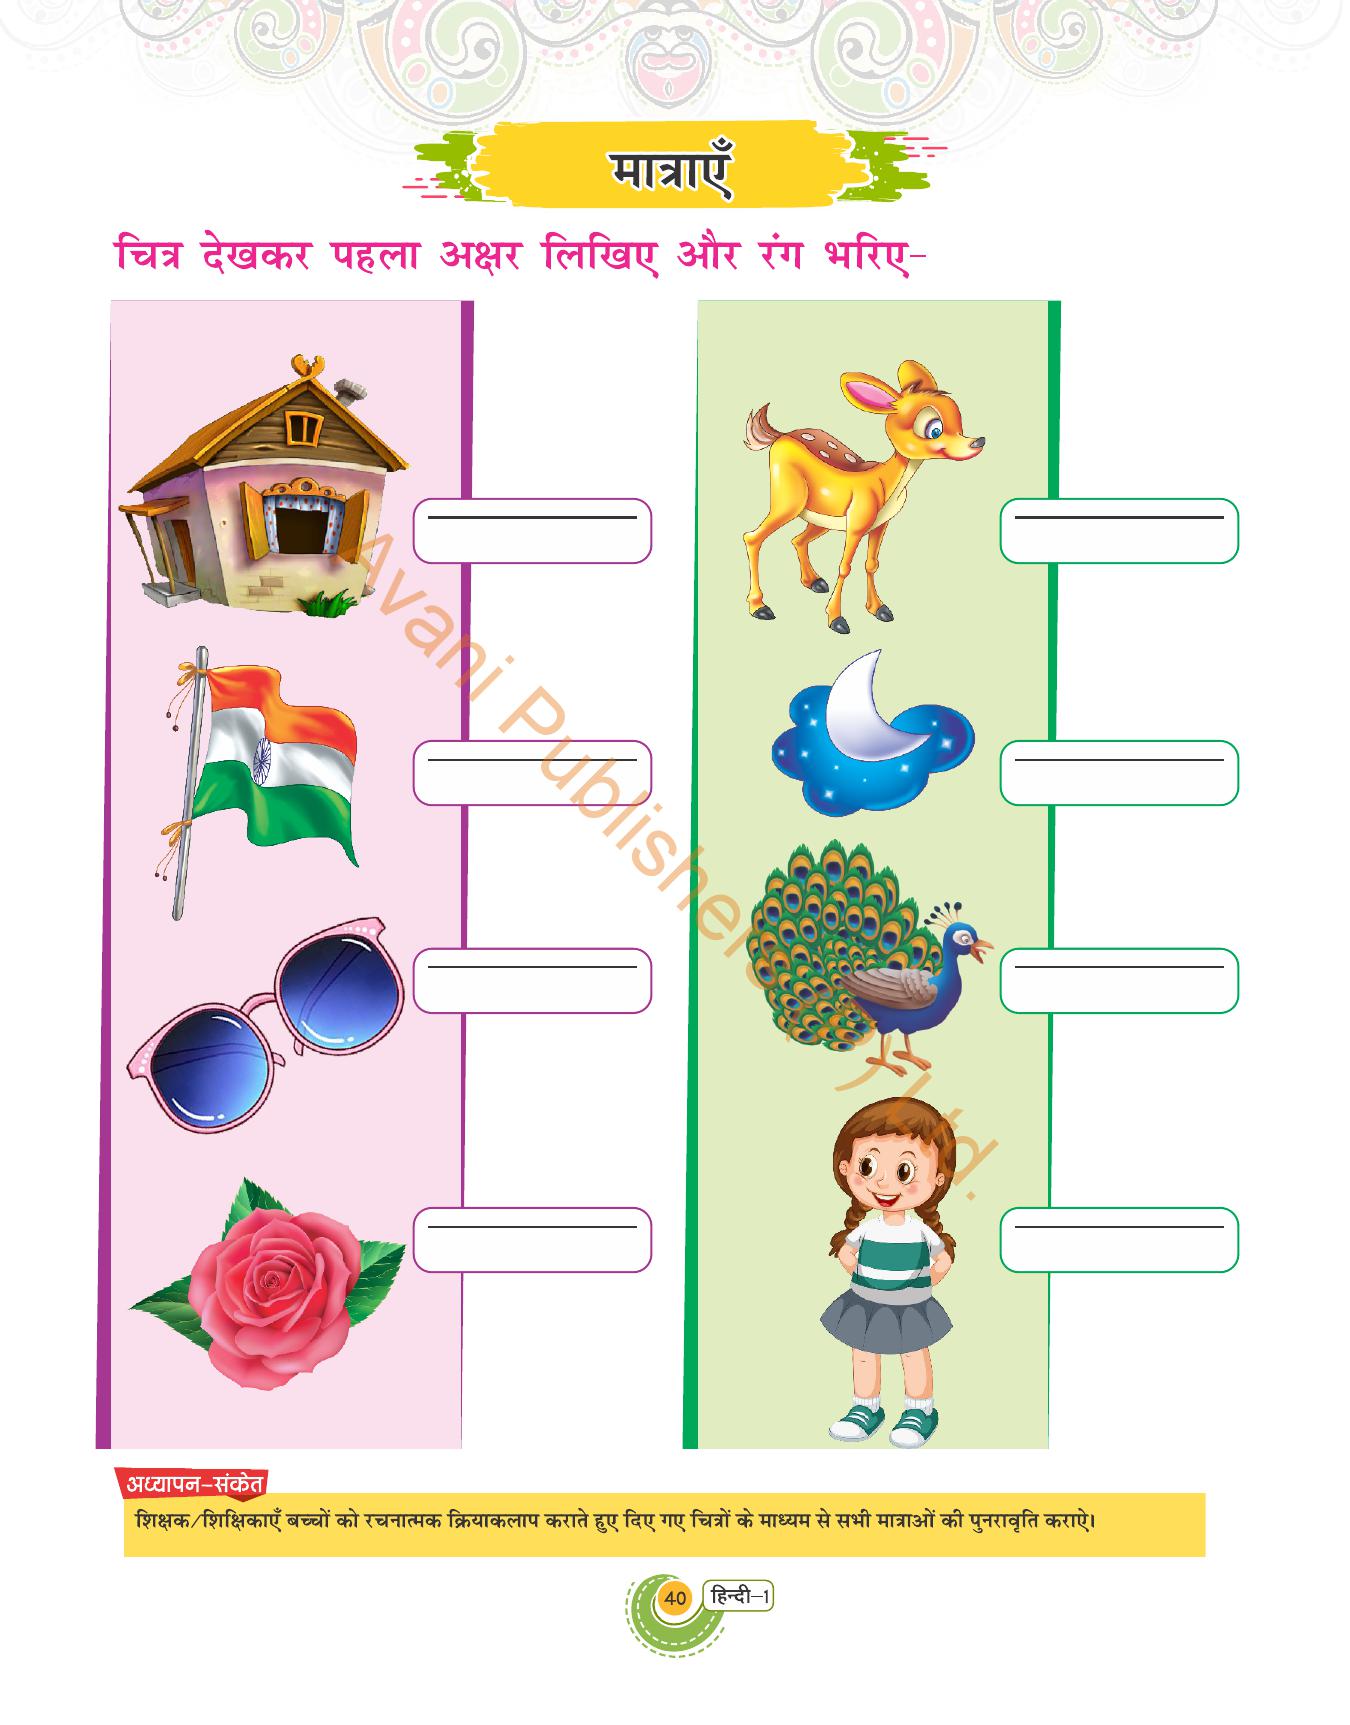 मात्राएँ
चित्र देखकर पहला अक्षर लिखिए और रंग भरिए-
Avani Publishers
) Ltd.
अध्यापन-संकेत
शिक्षक/शिक्षिकाएँ बच्चों को रचनात्मक क्रियाकलाप कराते हुए दिए गए चित्रों के माध्यम से सभी मात्राओं की पुनरावृति कराऐ।
40 हिन्दी-1